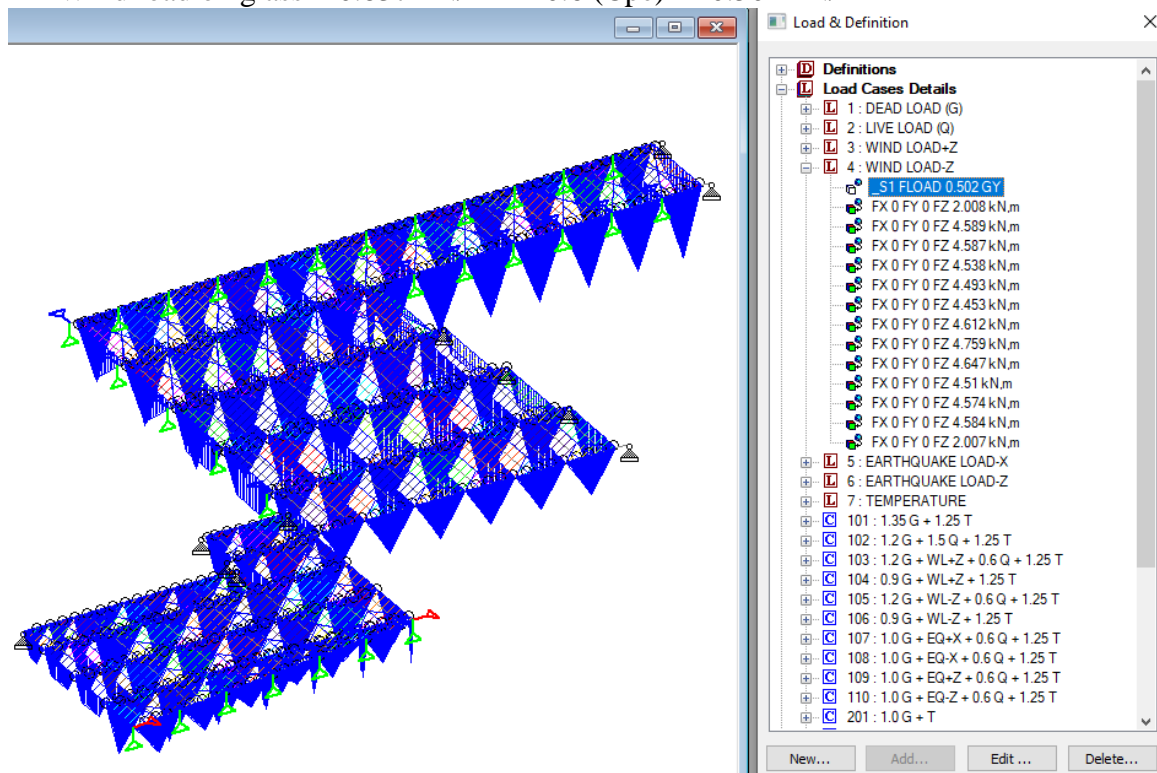 Load & Definition
Definitions
Load Cases Details
1 : DEAD LOAD (G)
2 : LIVE LOAD (Q)
3 : WIND LOAD+Z
4 : WIND LOAD-Z
_S1 FLOAD 0.502 GY
FX 0 FY 0 FZ 2.008 kN,m
FX 0 FY 0 FZ 4.589 kN,m
FX 0 FY 0 FZ 4.587 kN,m
FX 0 FY 0 FZ 4.538 kN,m
FX 0 FY 0 FZ 4.493 kN,m
FX 0 FY 0 FZ 4.453 kN,m
FX 0 FY 0 FZ 4.612 kN,m
FX 0 FY 0 FZ 4.759 kN,m
FX 0 FY 0 FZ 4.647 kN,m
FX 0 FY 0 FZ 4.51 kN,m
FX 0 FY 0 FZ 4.574 kN,m
FX 0 FY 0 FZ 4.584 kN,m
FX 0 FY 0 FZ 2.007 kN,m
5 : EARTHQUAKE LOAD-X
6 : EARTHQUAKE LOAD-Z
7 : TEMPERATURE
101 : 1.35 G + 1.25 T
102 : 1.2 G + 1.5 Q + 1.25 T
103 : 1.2 G + WL+Z + 0.6 Q + 1.25 T
104 : 0.9 G + WL+Z + 1.25 T
105 : 1.2 G + WL-Z + 0.6 Q + 1.25 T
106 : 0.9 G + WL-Z + 1.25 T
107 : 1.0 G + EQ+X + 0.6 Q + 1.25 T
108 : 1.0 G + EQ-X + 0.6 Q + 1.25 T
109 : 1.0 G + EQ+Z + 0.6 Q + 1.25 T
110 : 1.0 G + EQ-Z + 0.6 Q + 1.25 T
201 : 1.0 G + T
New... Add... Edit ... Delete...